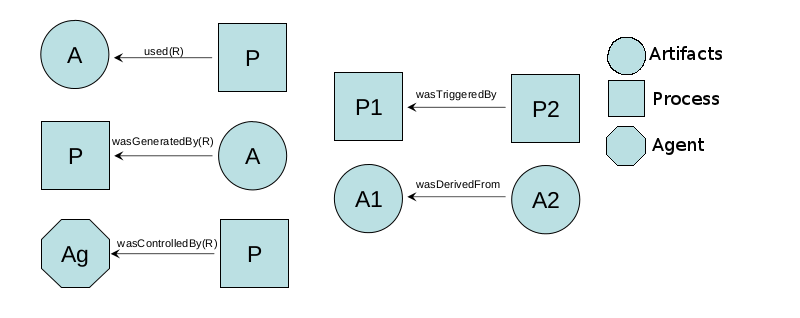 A
used(R)
P
P
wasGeneratedBy(R)
A
Ag
wasControlledBy(R)
P
P1
wasTriggeredBy
P2
A1
wasDerivedFrom
A2
Artifacts
Process
Agent